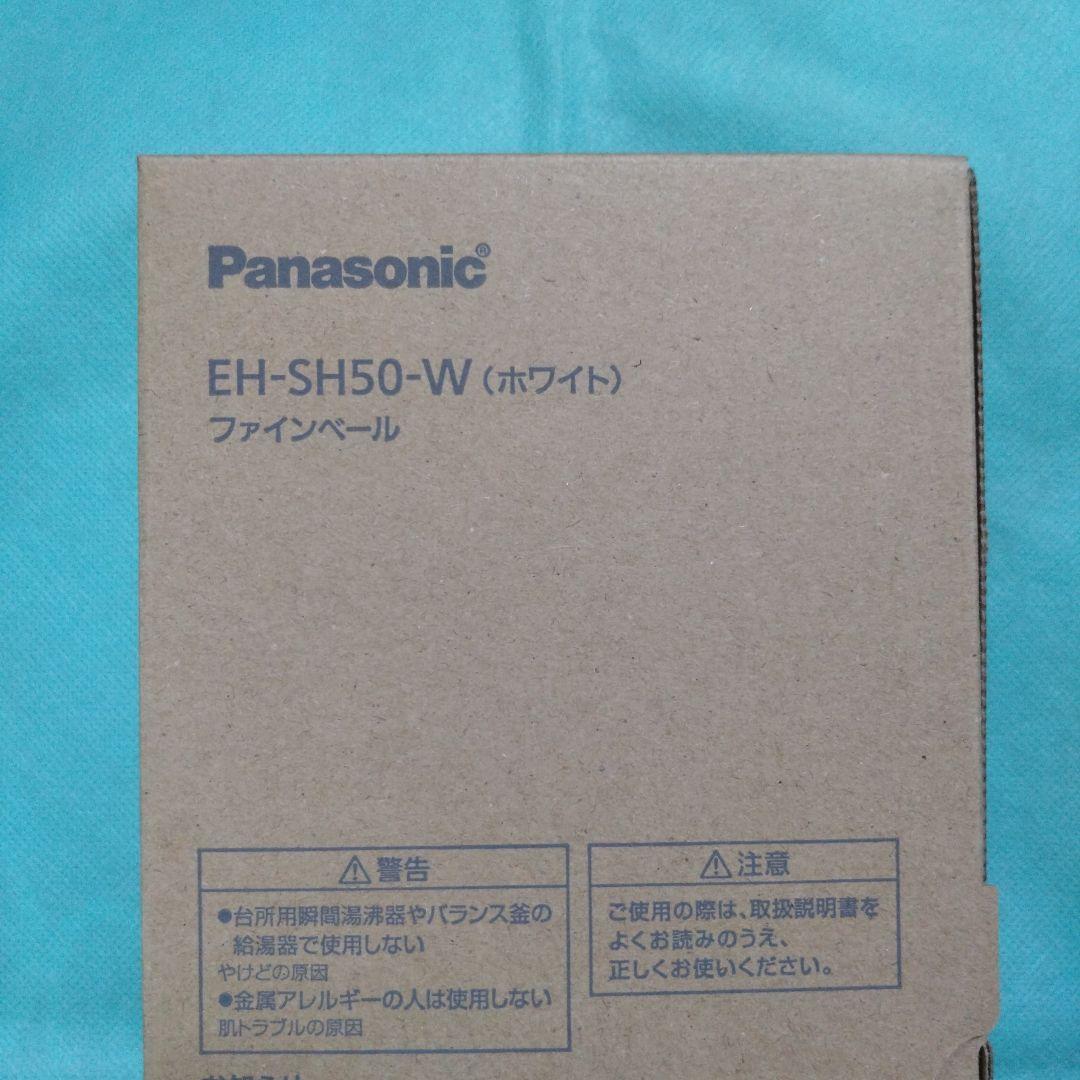 Panasonic®
EH-SH50-W（ホワイト）
ファインベール
⚠警告
●台所用瞬間湯沸器やバランス釜の
給湯器で使用しない
やけどの原因
●金属アレルギーの人は使用しない
肌トラブルの原因
⚠注意
ご使用の際は、取扱説明書を
よくお読みのうえ、
正しくお使いください。